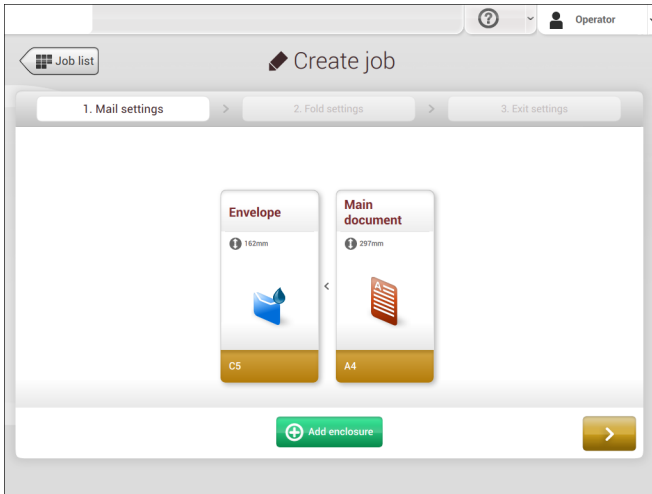 Operator
Job list
Create job
1. Mail settings
>
2. Fold settings
>
3. Exit settings
Envelope
162mm
C5
<
Main
document
297mm
A
A4
Add enclosure